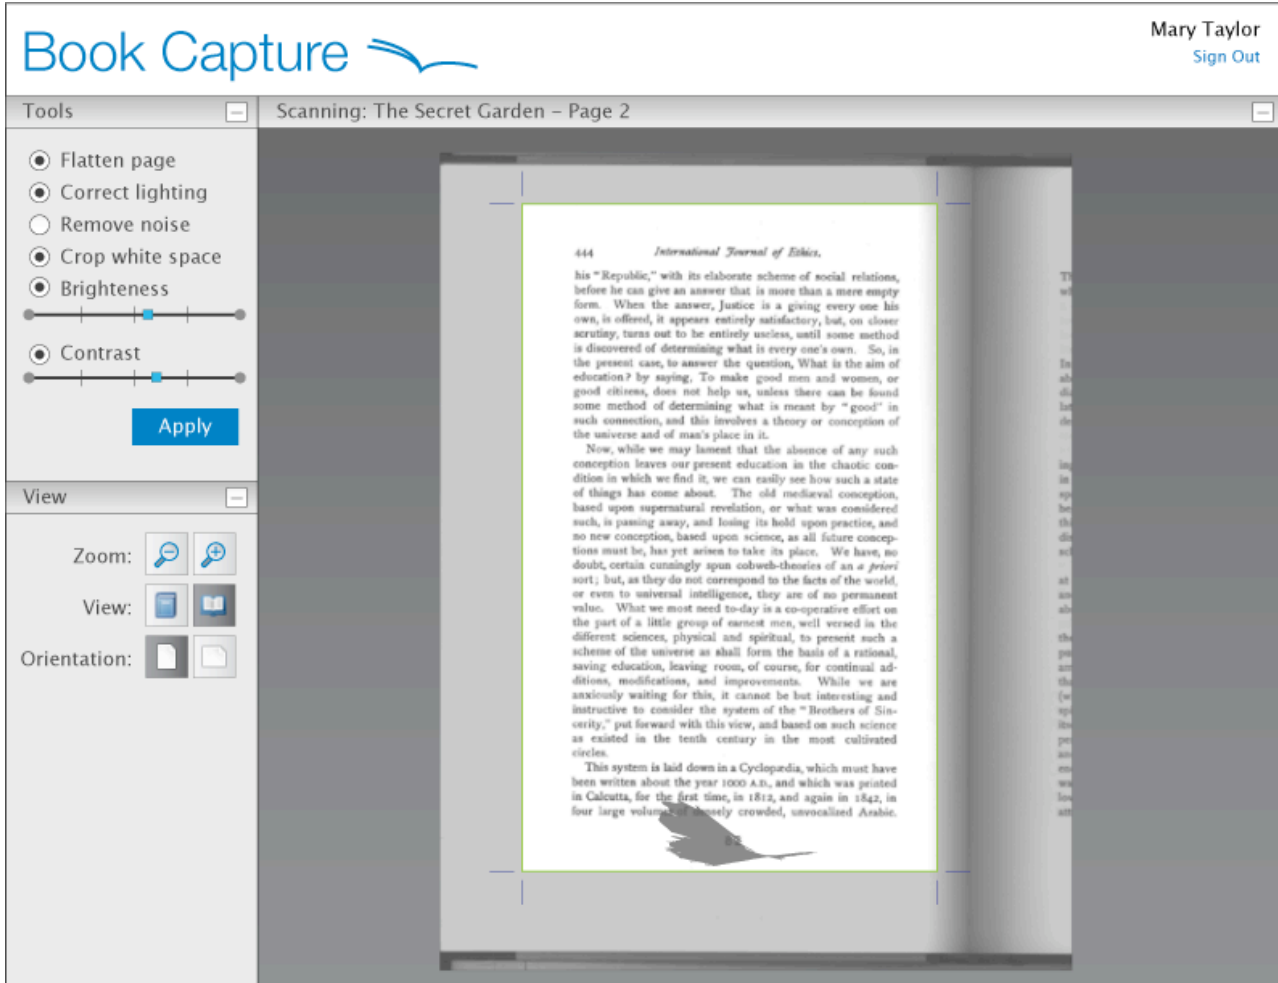 Book Capture
Mary Taylor
Sign Out
Tools
Scanning: The Secret Garden – Page 2
Flatten page
Correct lighting
Remove noise
Crop white space
Brighteness
Contrast
Apply
View
Zoom:
View:
Orientation:
444 International Journal of Ethics.
his "Republic," with its elaborate scheme of social relations,
before he can give an answer that is more than a mere empty
form. When the answer, Justice is a giving every one his
own, is offered, it appears entirely satisfactory, but, on closer
scrutiny, turns out to be entirely useless, until some method
is discovered of determining what is every one's own. So, in
the present case, to answer the question, What is the aim of
education? by saying, To make good men and women, or
good citizens, does not help us, unless there can be found
some method of determining what is meant by "good" in
such connection, and this involves a theory or conception of
the universe and of man's place in it.
Now, while we may lament that the absence of any such
conception leaves our present education in the chaotic con-
dition in which we find it, we can easily see how such a state
of things has come about. The old mediæval conception,
based upon supernatural revelation, or what was considered
such, is passing away, and losing its hold upon practice, and
no new conception, based upon science, as all future concep-
tions must be, has yet arisen to take its place. We have, no
doubt, certain cunningly spun cobweb-theories of an a priori
sort; but, as they do not correspond to the facts of the world,
or even to universal intelligence, they are of no permanent
value. What we most need to-day is a co-operative effort on
the part of a little group of earnest men, well versed in the
different sciences, physical and spiritual, to present such a
scheme of the universe as shall form the basis of a rational,
saving education, leaving room, of course, for continual ad-
ditions, modifications, and improvements. While we are
anxiously waiting for this, it cannot be but interesting and
instructive to consider the system of the "Brothers of Sin-
cerity," put forward with this view, and based on such science
as existed in the tenth century in the most cultivated
circles.
This system is laid down in a Cyclopædia, which must have
been written about the year 1000 A.D., and which was printed
in Calcutta, for the first time, in 1812, and again in 1842, in
four large volumes of densely crowded, unvocalized Arabic.